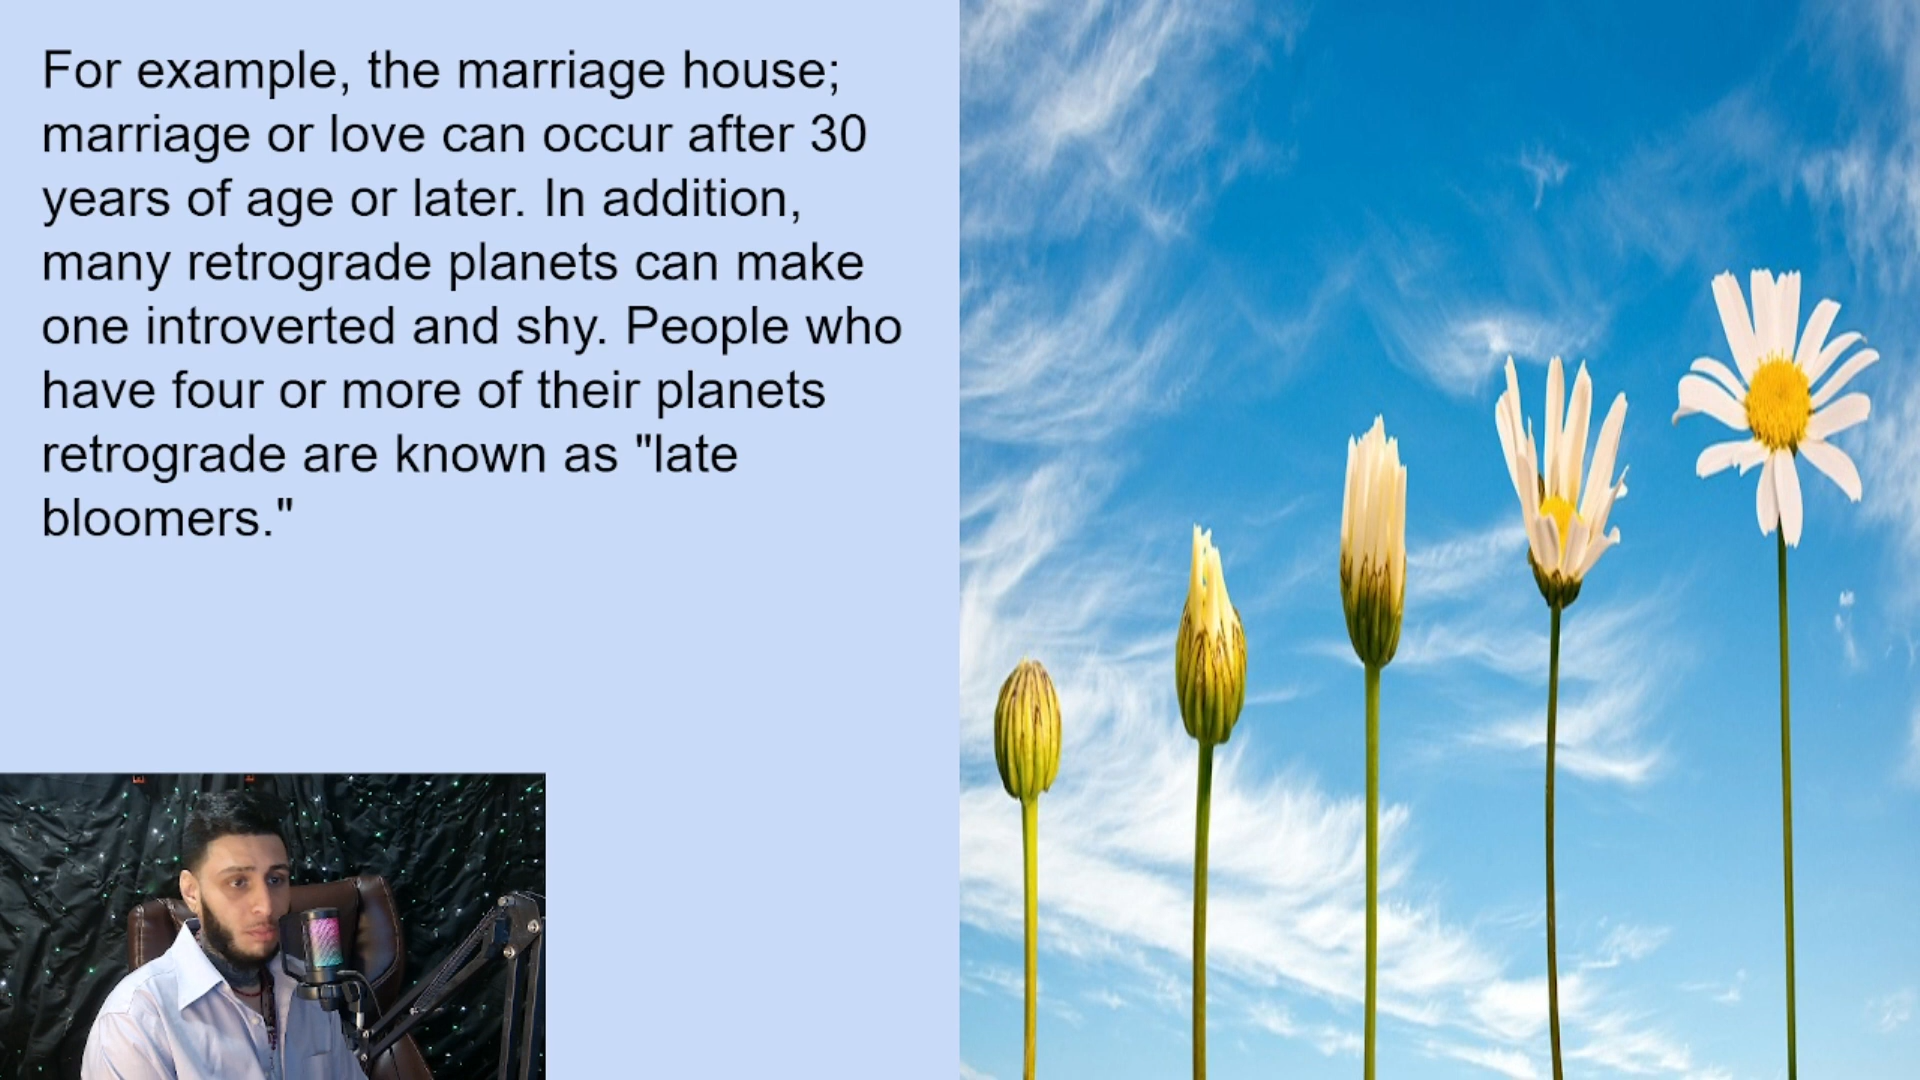 For example, the marriage house;
marriage or love can occur after 30
years of age or later. In addition,
many retrograde planets can make
one introverted and shy. People who
have four or more of their planets
retrograde are known as "late
bloomers."